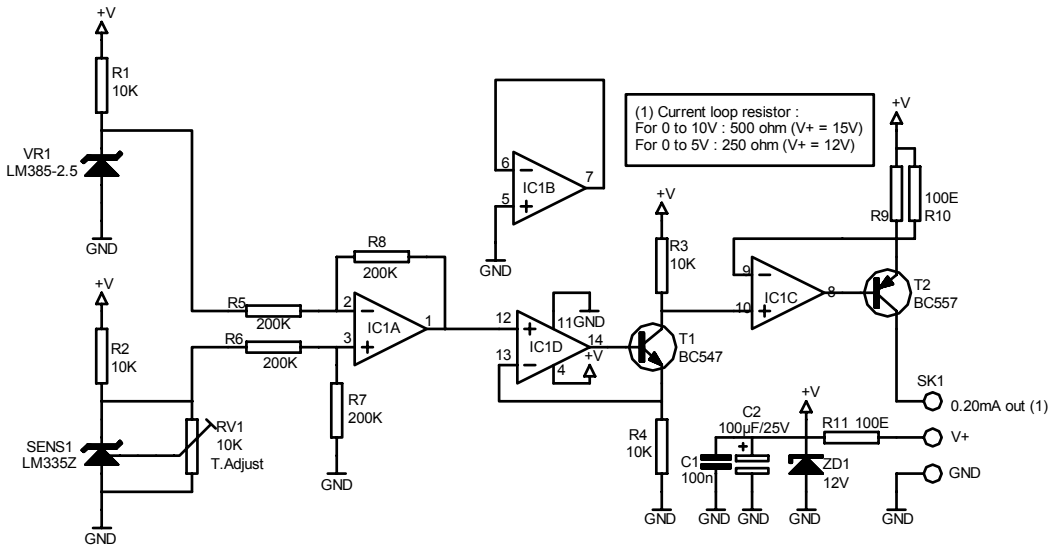 +V
R1
10K
VR1
LM385-2.5
GND
+V
R2
10K
SENS1
LM335Z
GND
RV1
10K
T.Adjust
R5
200K
R6
200K
R8
200K
2
3
IC1A
1
R7
200K
GND
6
5
IC1B
7
GND
12
13
IC1D
11
GND
14
+V
4
(1) Current loop resistor :
For 0 to 10V : 500 ohm (V+ = 15V)
For 0 to 5V : 250 ohm (V+ = 12V)
+V
R3
10K
T1
BC547
R4
10K
GND
9
10
IC1C
8
+V
100E
R9
R10
T2
BC557
SK1
0.20mA out (1)
+V
C2
100µF/25V
R11 100E
V+
C1
100n
ZD1
12V
GND
GND
GND
GND